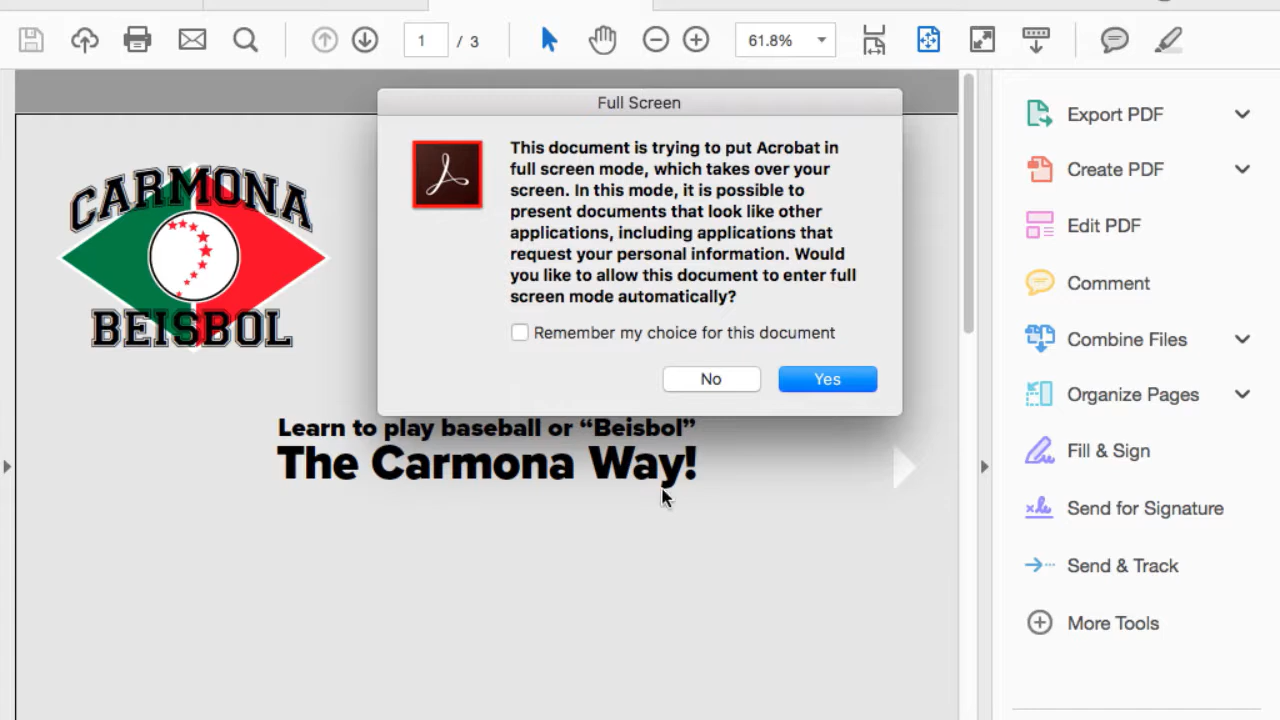 1 / 3
61.8%
Full Screen
This document is trying to put Acrobat in
full screen mode, which takes over your
screen. In this mode, it is possible to
present documents that look like other
applications, including applications that
request your personal information. Would
you like to allow this document to enter full
screen mode automatically?
Remember my choice for this document
No
Yes
CARMONA
BEISBOL
Learn to play baseball or “Beisbol”
The Carmona Way!
Export PDF
Create PDF
Edit PDF
Comment
Combine Files
Organize Pages
Fill & Sign
Send for Signature
Send & Track
More Tools